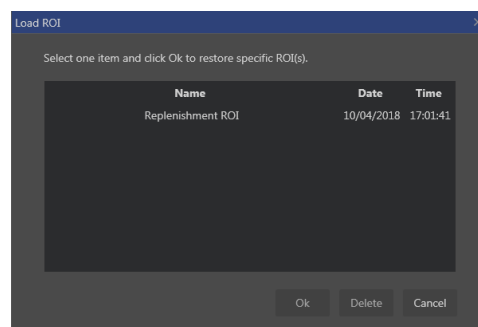 Load ROI
Select one item and click Ok to restore specific ROI(s).
Name Date Time
Replenishment ROI 10/04/2018 17:01:41
Ok Delete Cancel